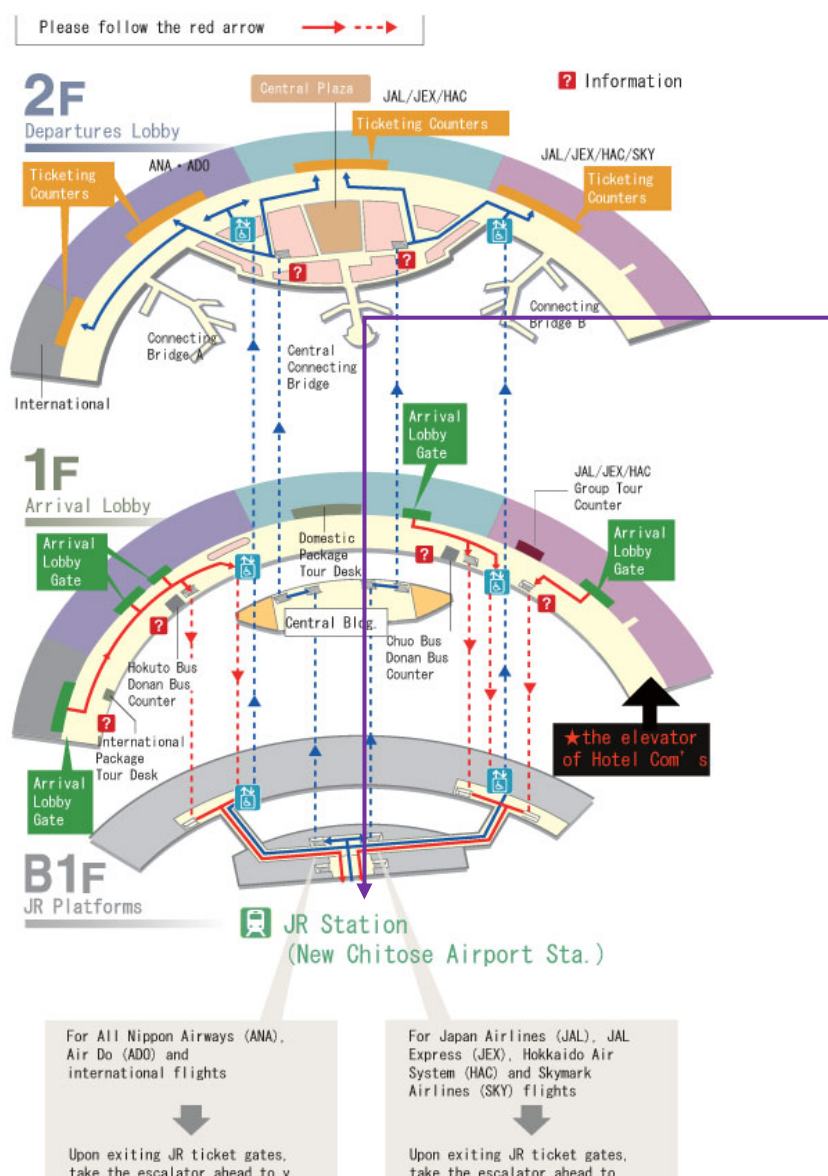 Please follow the red arrow
? Information
2F
Departures Lobby
Central Plaza
JAL/JEX/HAC
Ticketing Counters
ANA・ADO
Ticketing
Counters
JAL/JEX/HAC/SKY
Ticketing
Counters
?
?
Connecting
Bridge A
Central
Connecting
Bridge
Connecting
Bridge B
International
1F
Arrival Lobby
Arrival
Lobby
Gate
JAL/JEX/HAC
Group Tour
Counter
Arrival
Lobby
Gate
Arrival
Lobby
Gate
Domestic
Package
Tour Desk
?
?
?
Central Bldg.
Hokuto Bus
Donan Bus
Counter
Chuo Bus
Donan Bus
Counter
?
International
Package
Tour Desk
★the elevator
of Hotel Com's
Arrival
Lobby
Gate
B1F
JR Platforms
JR Station
(New Chitose Airport Sta.)
For All Nippon Airways (ANA),
Air Do (ADO) and
international flights
Upon exiting JR ticket gates,
take the escalator ahead to y
For Japan Airlines (JAL), JAL
Express (JEX), Hokkaido Air
System (HAC) and Skymark
Airlines (SKY) flights
Upon exiting JR ticket gates,
take the escalator ahead to